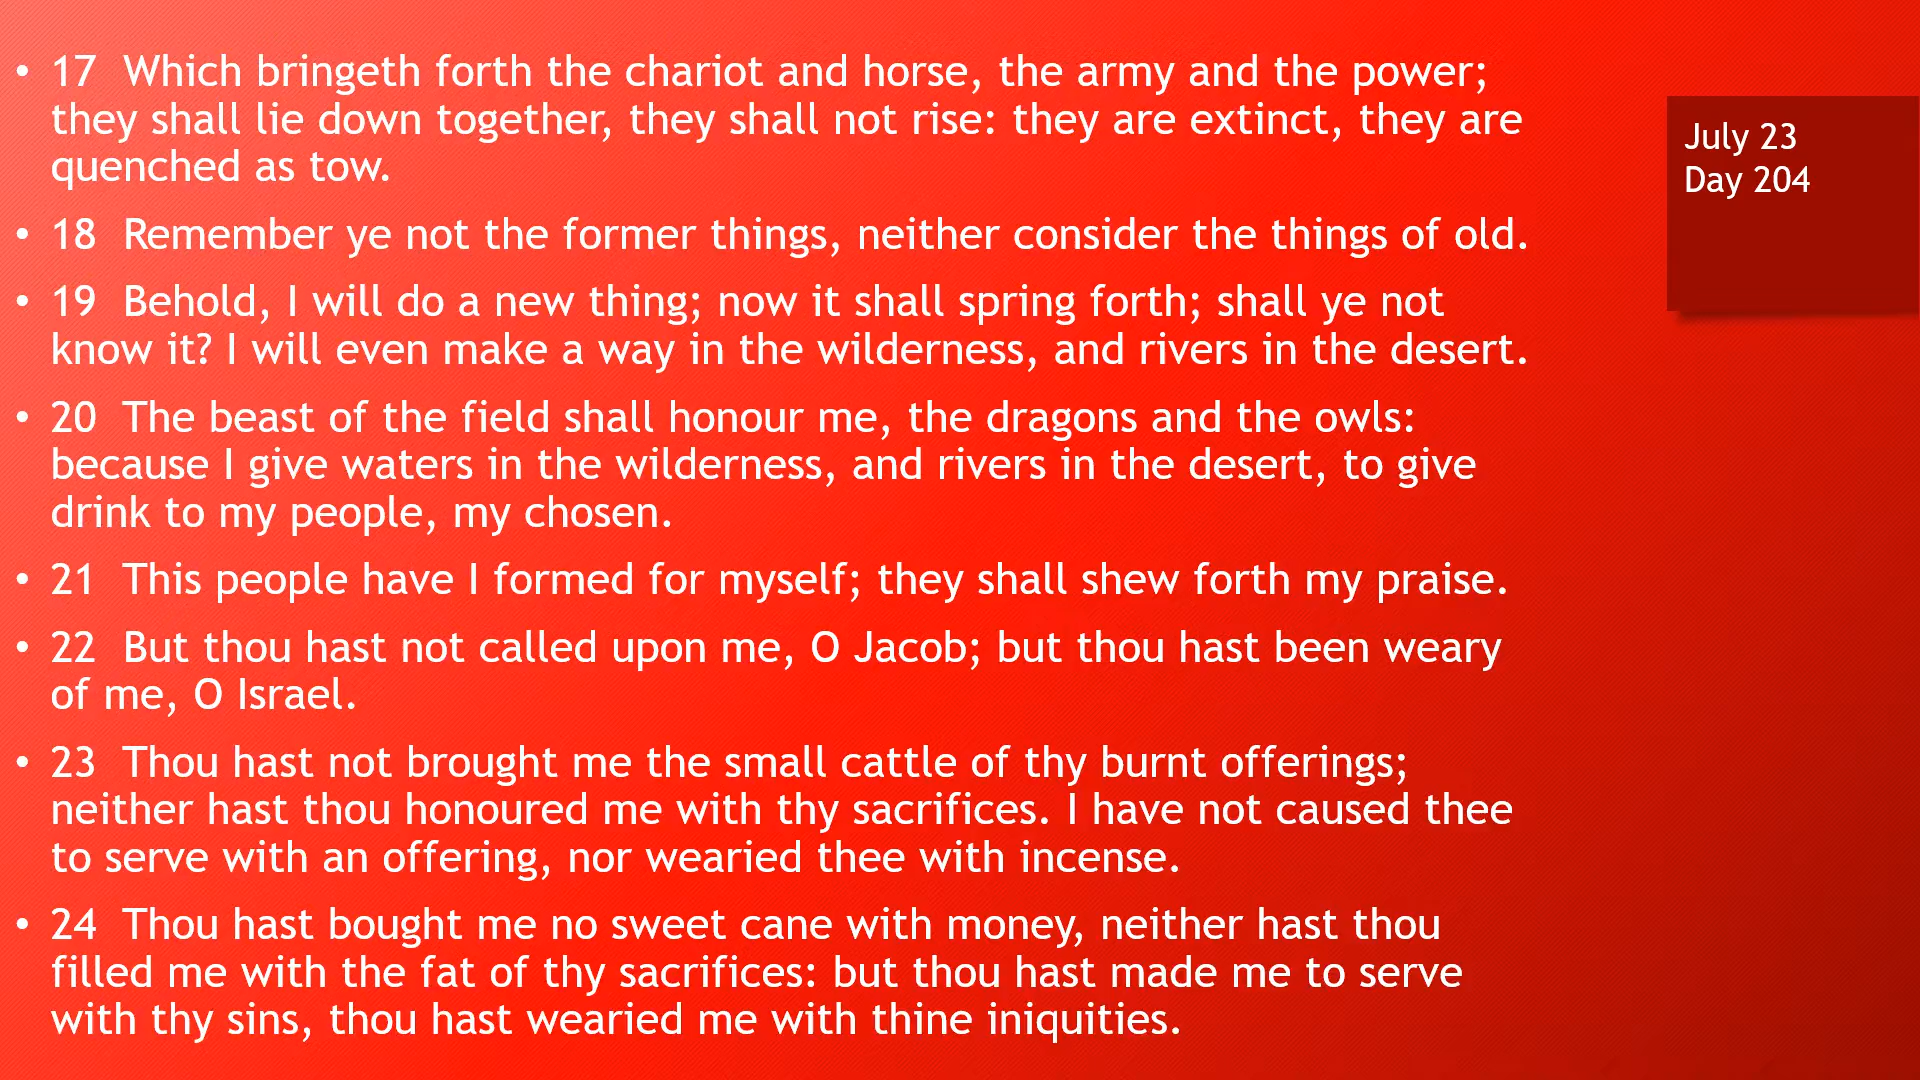 • 17  Which bringeth forth the chariot and horse, the army and the power;
they shall lie down together, they shall not rise: they are extinct, they are
quenched as tow.
• 18  Remember ye not the former things, neither consider the things of old.
• 19  Behold, I will do a new thing; now it shall spring forth; shall ye not
know it? I will even make a way in the wilderness, and rivers in the desert.
• 20  The beast of the field shall honour me, the dragons and the owls:
because I give waters in the wilderness, and rivers in the desert, to give
drink to my people, my chosen.
• 21  This people have I formed for myself; they shall shew forth my praise.
• 22  But thou hast not called upon me, O Jacob; but thou hast been weary
of me, O Israel.
• 23  Thou hast not brought me the small cattle of thy burnt offerings;
neither hast thou honoured me with thy sacrifices. I have not caused thee
to serve with an offering, nor wearied thee with incense.
• 24  Thou hast bought me no sweet cane with money, neither hast thou
filled me with the fat of thy sacrifices: but thou hast made me to serve
with thy sins, thou hast wearied me with thine iniquities.
July 23
Day 204